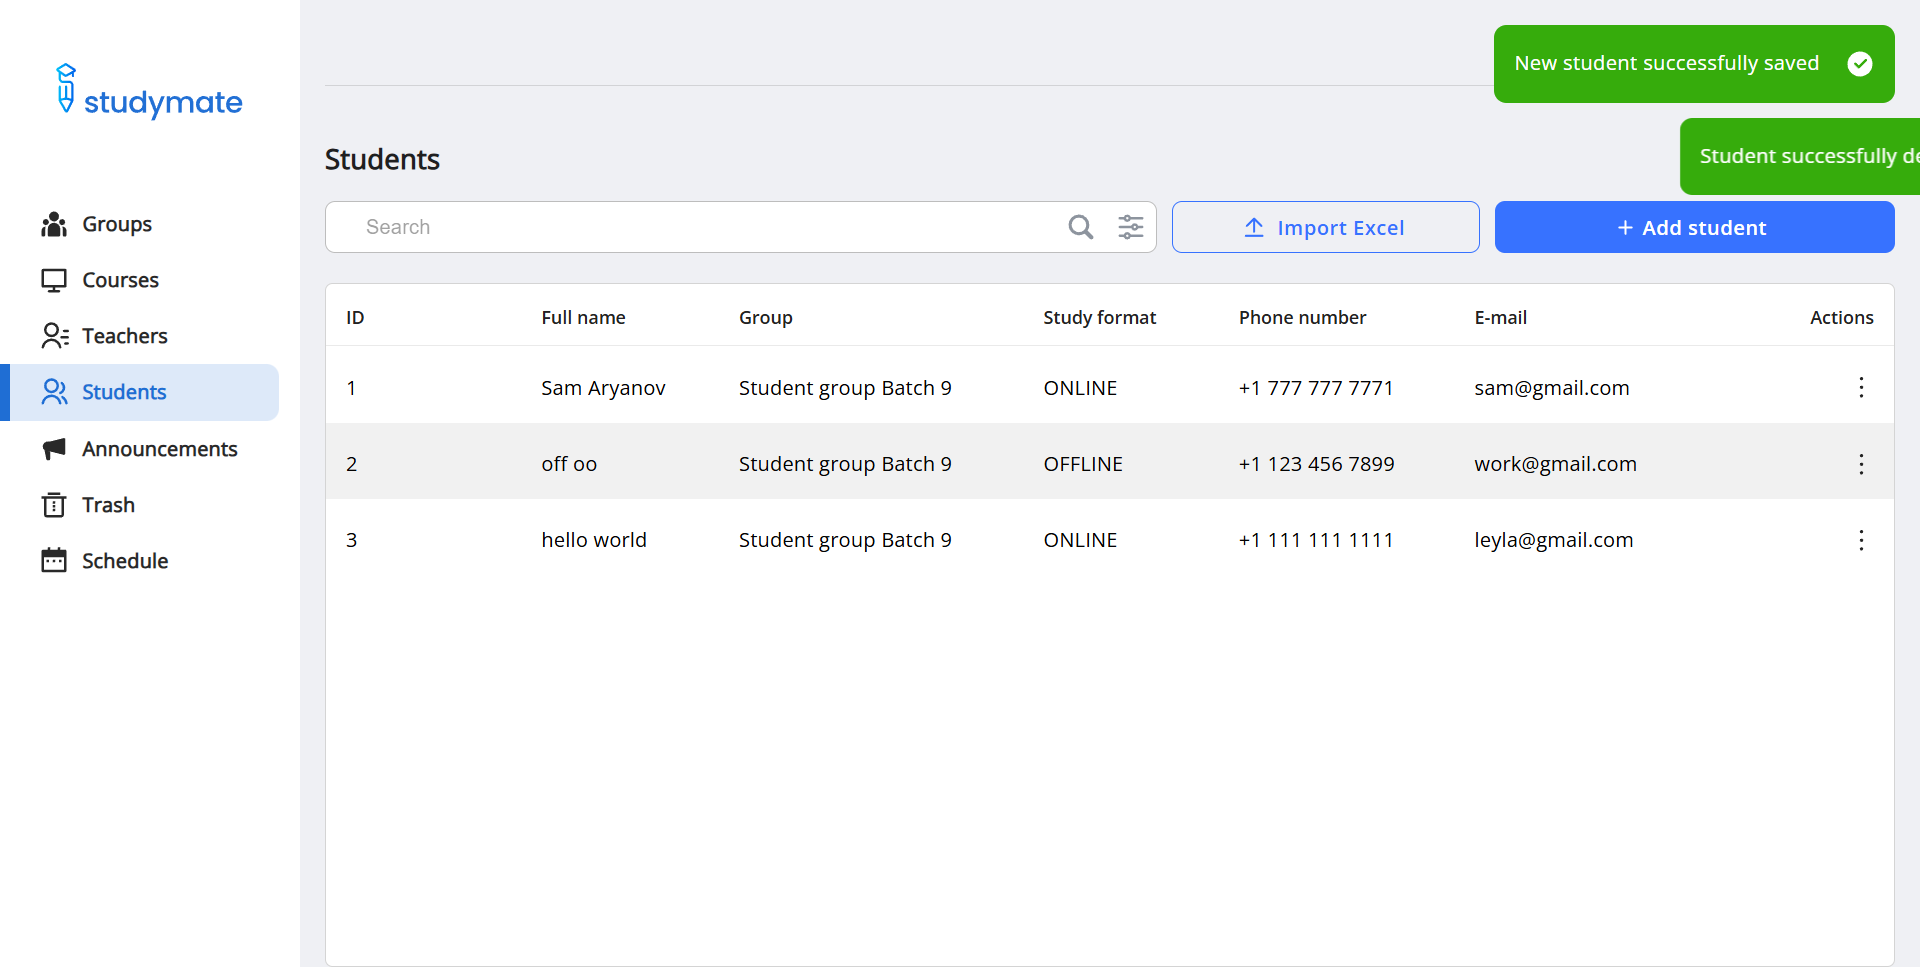 studymate
New student successfully saved
Student successfully
Groups
Courses
Teachers
Students
Announcements
Trash
Schedule
Students
Search
Import Excel
+ Add student
ID Full name Group Study format Phone number E-mail Actions
1 Sam Aryanov Student group Batch 9 ONLINE +1 777 777 7771 sam@gmail.com
2 off oo Student group Batch 9 OFFLINE +1 123 456 7899 work@gmail.com
3 hello world Student group Batch 9 ONLINE +1 111 111 1111 leyla@gmail.com